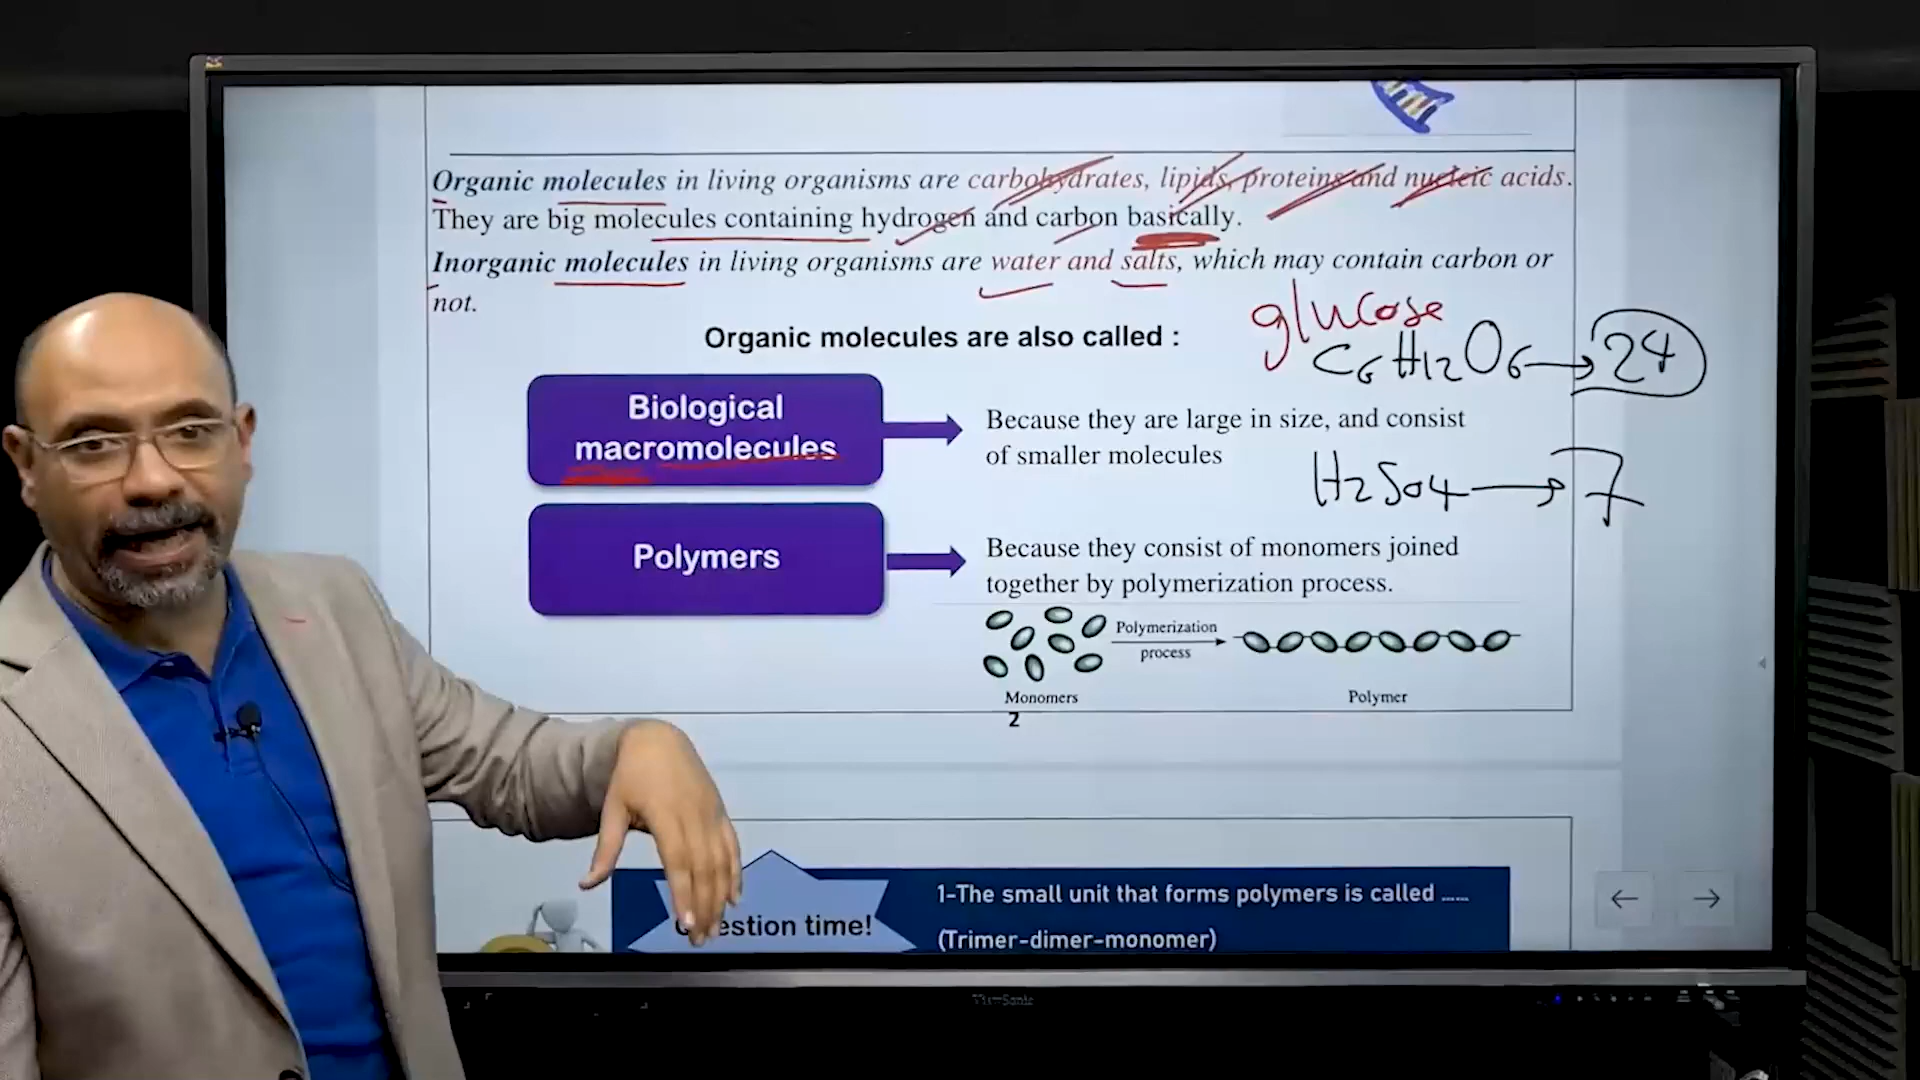 Organic molecules in living organisms are carbohydrates, lipids, proteins and nucleic acids.
They are big molecules containing hydrogen and carbon basically.
Inorganic molecules in living organisms are water and salts, which may contain carbon or
not.
glucose
C6H12O6 → 24
Organic molecules are also called :
Biological
macromolecules
Because they are large in size, and consist
of smaller molecules
H2SO4 → 7
Polymers
Because they consist of monomers joined
together by polymerization process.
Polymerization
process
Monomers
Polymer
2
Question time!
1-The small unit that forms polymers is called ......
(Trimer-dimer-monomer)
ViewSonic